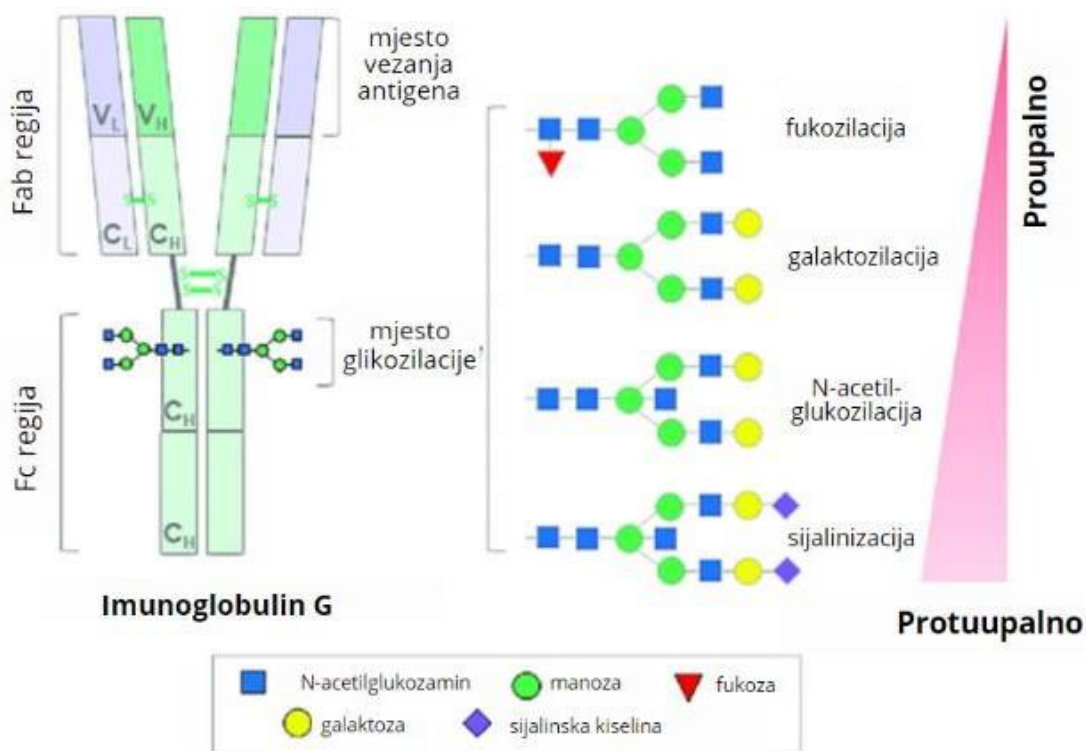 Fab regija
V_L
V_H
C_L
C_H
S S
S S
S S
S S
mjesto
vezanja
antigena
Fc regija
C_H
C_H
mjesto
glikozilacije
Imunoglobulin G
fukozilacija
galaktozilacija
N-acetil-
glukozilacija
sijalinizacija
Proupalno
Protuupalno
N-acetilglukozamin
manoza
fukoza
galaktoza
sijalinska kiselina